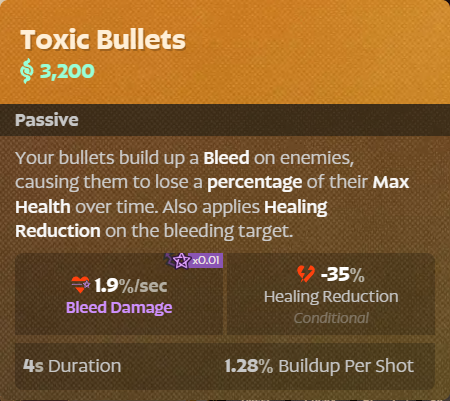 Toxic Bullets
3,200
Passive
Your bullets build up a Bleed on enemies,
causing them to lose a percentage of their Max
Health over time. Also applies Healing
Reduction on the bleeding target.
x0.01
1.9%/sec
Bleed Damage
-35%
Healing Reduction
Conditional
4s Duration
1.28% Buildup Per Shot